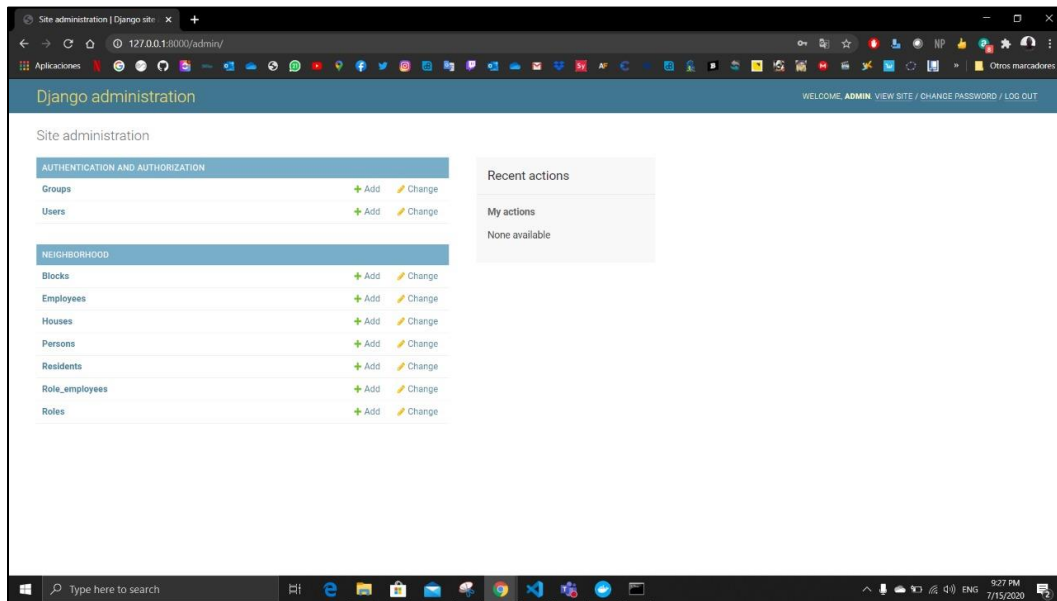 Site administration | Django site
127.0.0.1:8000/admin/
NP
Aplicaciones
Sy
AF
Otros marcadores
Django administration
WELCOME, ADMIN. VIEW SITE / CHANGE PASSWORD / LOG OUT
Site administration
AUTHENTICATION AND AUTHORIZATION
Groups + Add Change
Users + Add Change
NEIGHBORHOOD
Blocks + Add Change
Employees + Add Change
Houses + Add Change
Persons + Add Change
Residents + Add Change
Role_employees + Add Change
Roles + Add Change
Recent actions
My actions
None available
Type here to search
ENG
9:27 PM
7/15/2020